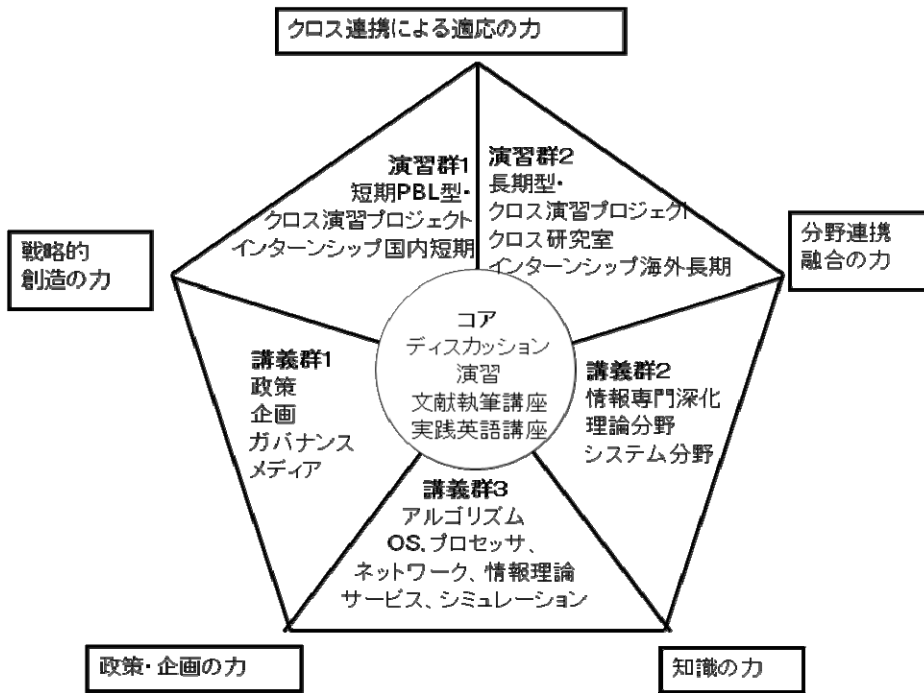 クロス連携による適応の力
演習群1
短期PBL型・
クロス演習プロジェクト
インターンシップ国内短期
演習群2
長期型・
クロス演習プロジェクト
クロス研究室
インターンシップ海外長期
戦略的
創造の力
分野連携
融合の力
コア
ディスカッション
演習
文献執筆講座
実践英語講座
講義群1
政策
企画
ガバナンス
メディア
講義群2
情報専門深化
理論分野
システム分野
講義群3
アルゴリズム
OS、プロセッサ、
ネットワーク、情報理論
サービス、シミュレーション
政策・企画の力
知識の力